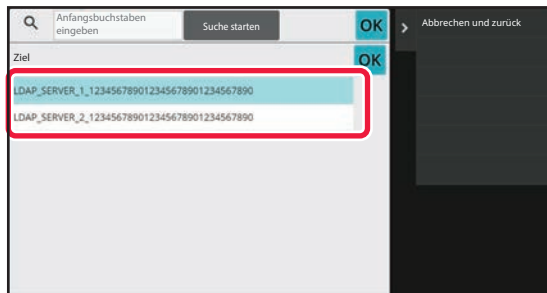 Anfangsbuchstaben
eingeben
Suche starten
OK
Abbrechen und zurück
Ziel
OK
LDAP_SERVER_1_123456789012345678901234567890
LDAP_SERVER_2_123456789012345678901234567890